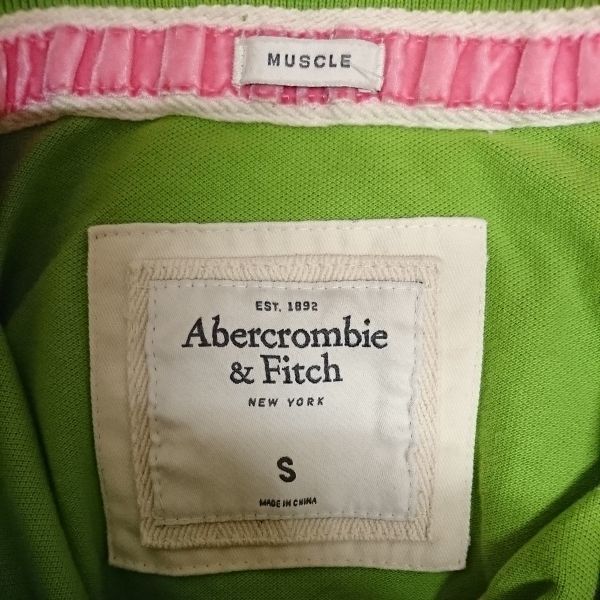 MUSCLE
EST. 1892
Abercrombie
& Fitch
NEW YORK
S
MADE IN CHINA